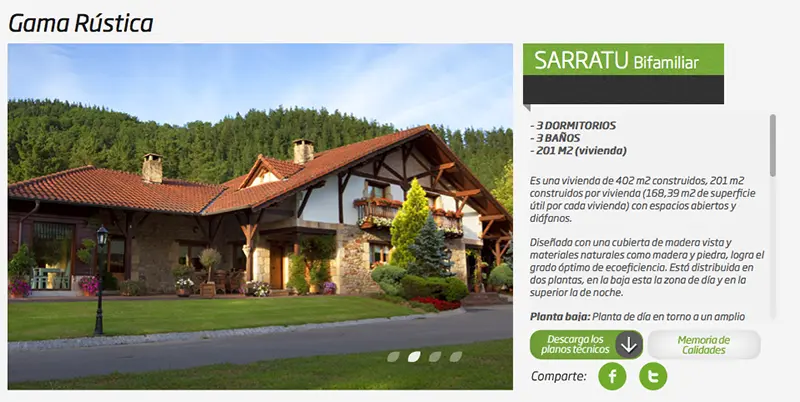 Gama Rústica
SARRATU Bifamiliar
- 3 DORMITORIOS
- 3 BAÑOS
- 201 M2 (vivienda)
Es una vivienda de 402 m2 construidos, 201 m2
construidos por vivienda (168,39 m2 de superficie
útil por cada vivienda) con espacios abiertos y
diáfanos.
Diseñada con una cubierta de madera vista y
materiales naturales como madera y piedra, logra el
grado óptimo de ecoeficiencia. Está distribuida en
dos plantas, en la baja esta la zona de día y en la
superior la de noche.
Planta baja: Planta de día en torno a un amplio
Descarga los
planos técnicos
Memoria de
Calidades
Comparte: